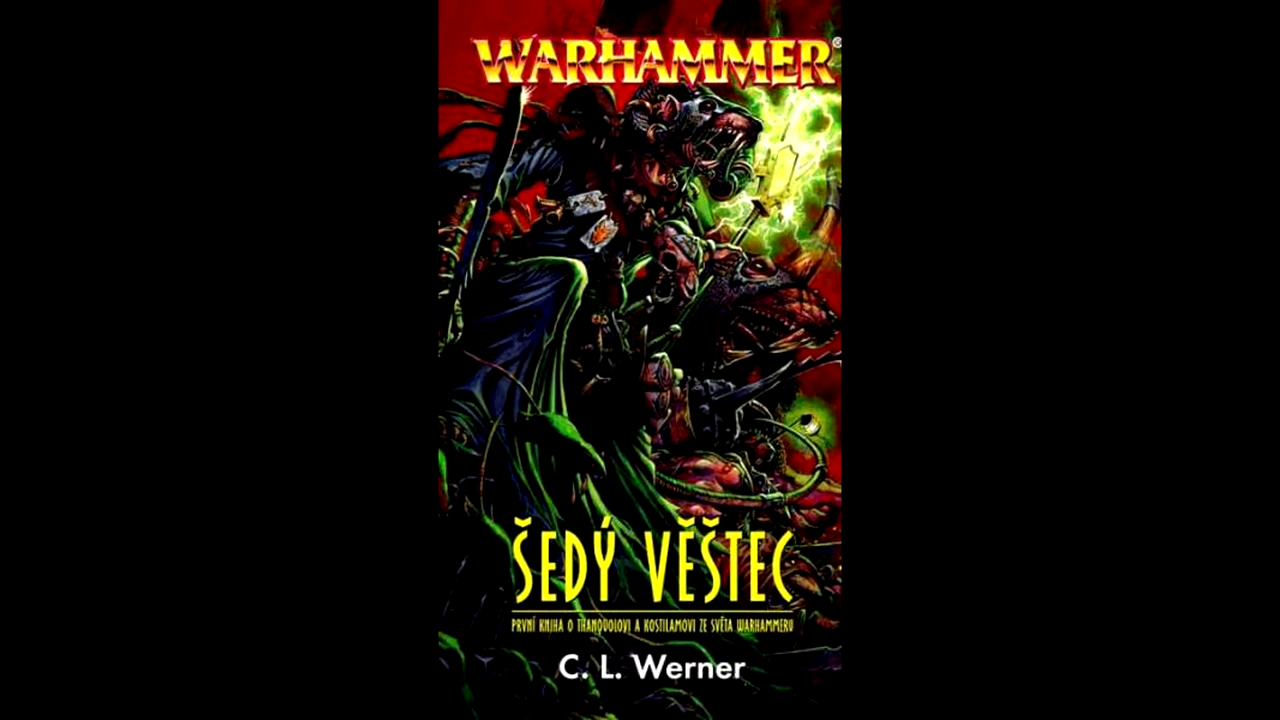 WARHAMMER®
ŠEDÝ VĚŠTEC
PRVNÍ KNIHA O THANQUOLOVI A KOSTILAMOVI ZE SVĚTA WARHAMMERU
C. L. Werner